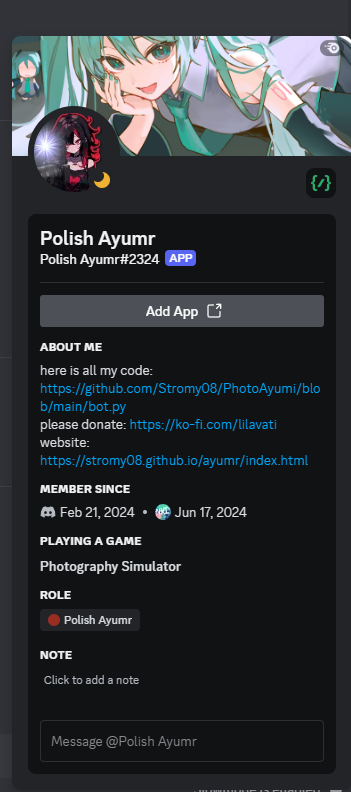 {/}
Polish Ayumr
Polish Ayumr#2324 APP
Add App
ABOUT ME
here is all my code:
https://github.com/Stromy08/PhotoAyumi/blo
b/main/bot.py
please donate: https://ko-fi.com/lilavati
website:
https://stromy08.github.io/ayumr/index.html
MEMBER SINCE
Feb 21, 2024 • Jun 17, 2024
PLAYING A GAME
Photography Simulator
ROLE
Polish Ayumr
NOTE
Click to add a note
Message @Polish Ayumr